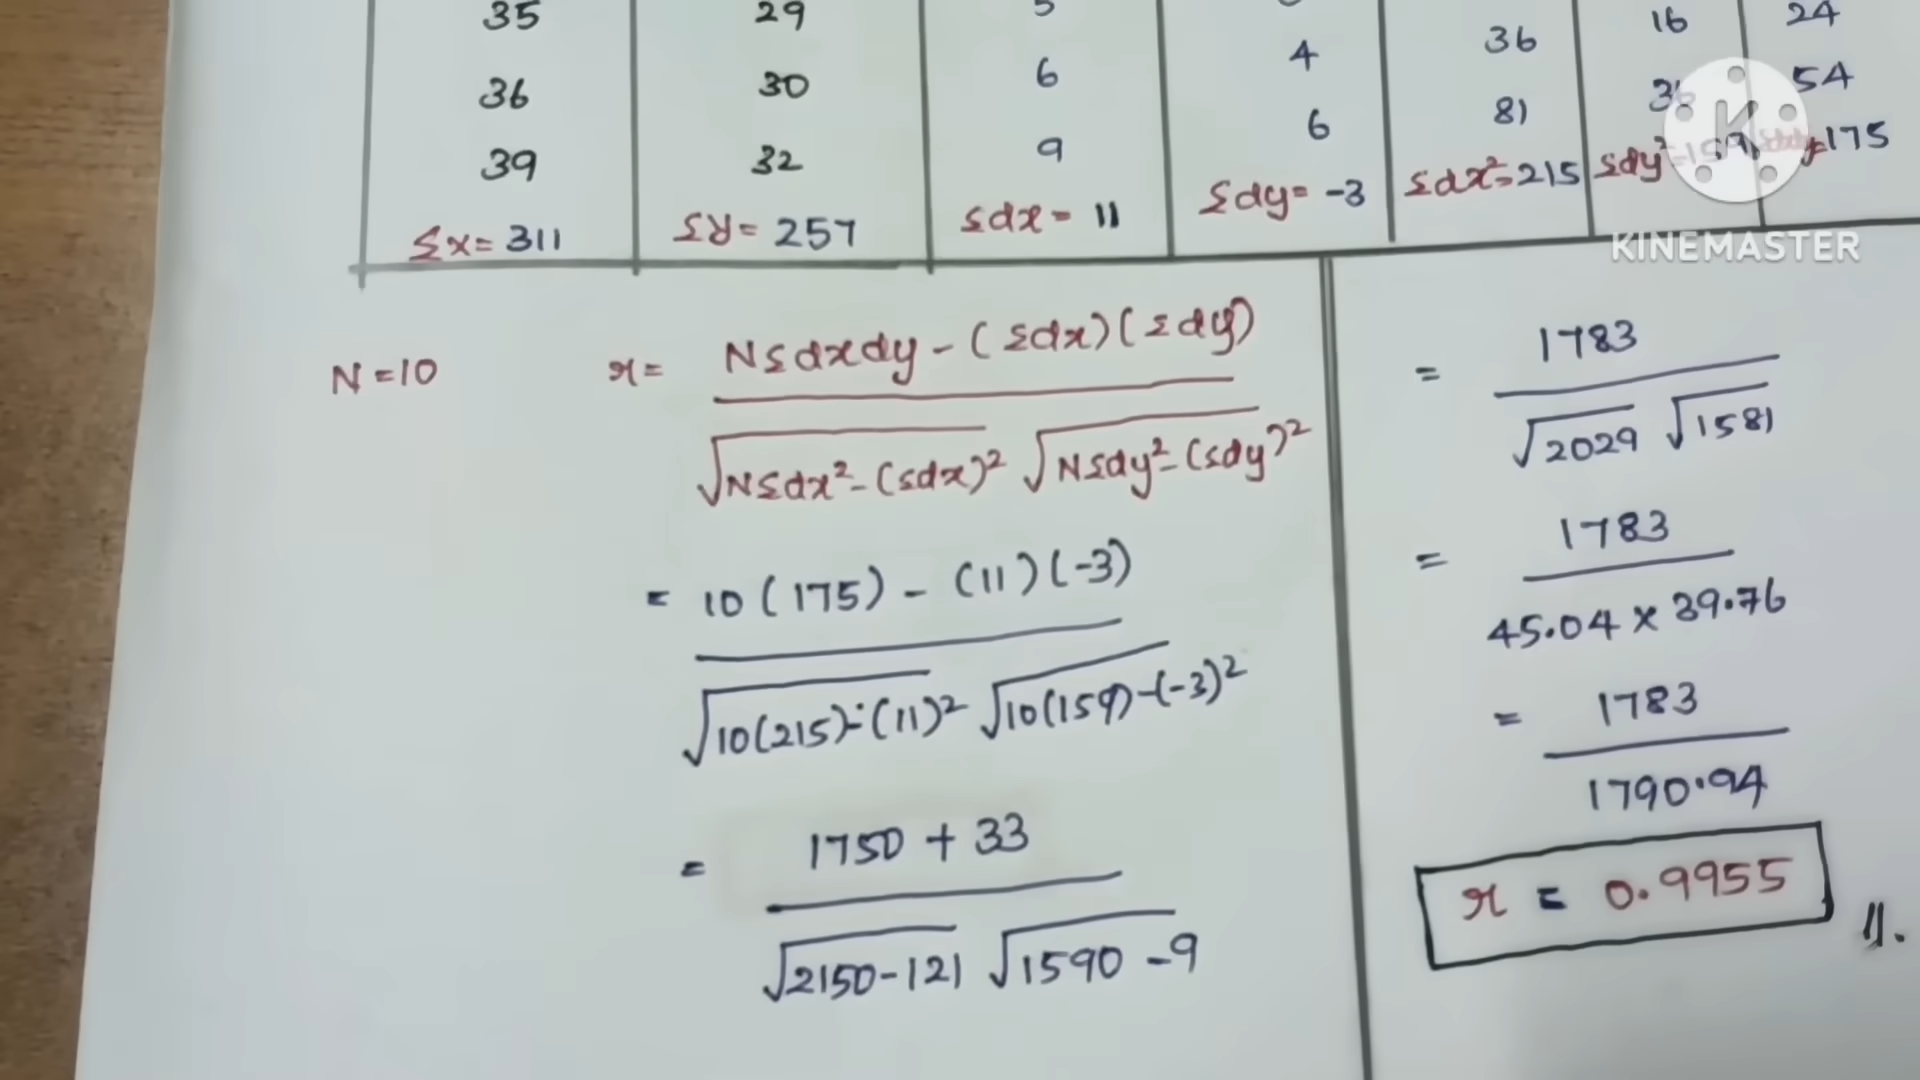 35 29 5 16 24
36 30 6 4 36 54
39 32 9 6 81
Σx = 311 Σy = 257 Σdx = 11 Σdy = -3 Σdx² = 215 Σdy² = 159 175
KINEMASTER
N = 10
r = NΣdxdy - (Σdx)(Σdy)
√NΣdx² - (Σdx)² √NΣdy² - (Σdy)²
= 10(175) - (11)(-3)
√10(215) - (11)² √10(159) - (-3)²
= 1750 + 33
√2150-121 √1590 - 9
= 1783
√2029 √1581
= 1783
45.04 x 39.76
= 1783
1790.94
r = 0.9955